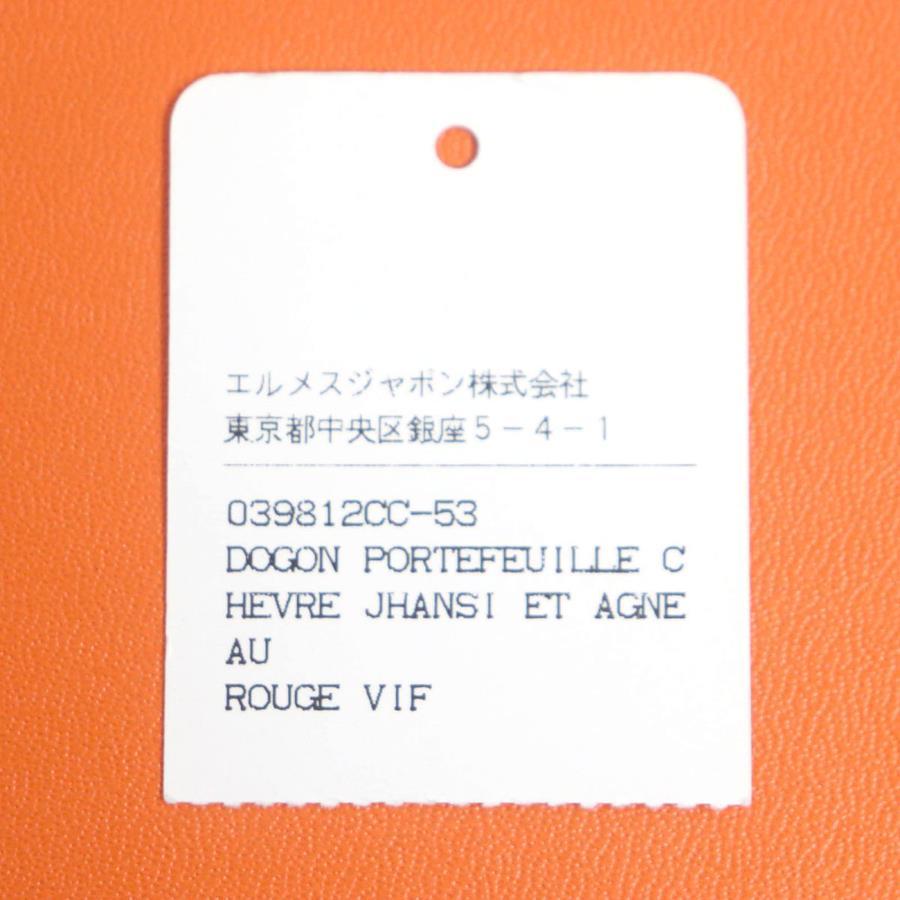 エルメスジャポン株式会社
東京都中央区銀座5-4-1
039812CC-53
DOGON PORTEFEUILLE C
HEVRE JHANSI ET AGNE
AU
ROUGE VIF